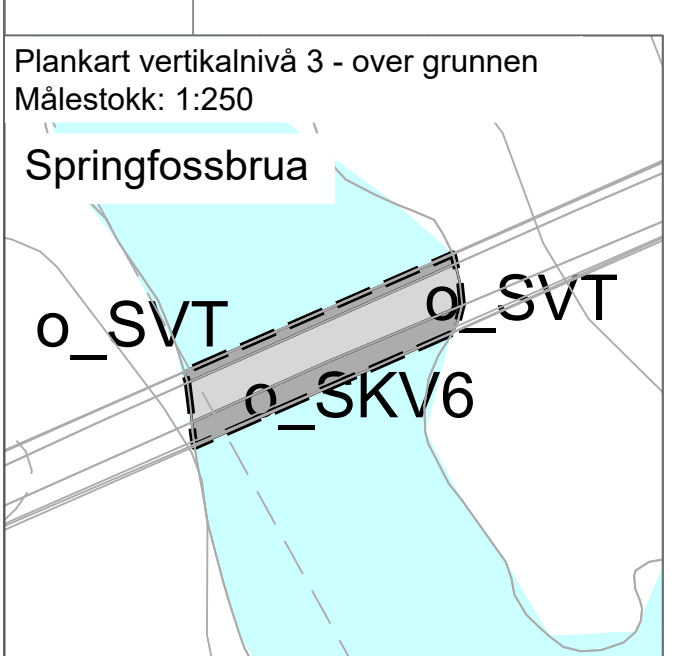 Plankart vertikalnivå 3 - over grunnen
Målestokk: 1:250
Springfossbrua
o_SVT
o_SVT
o_SKV6